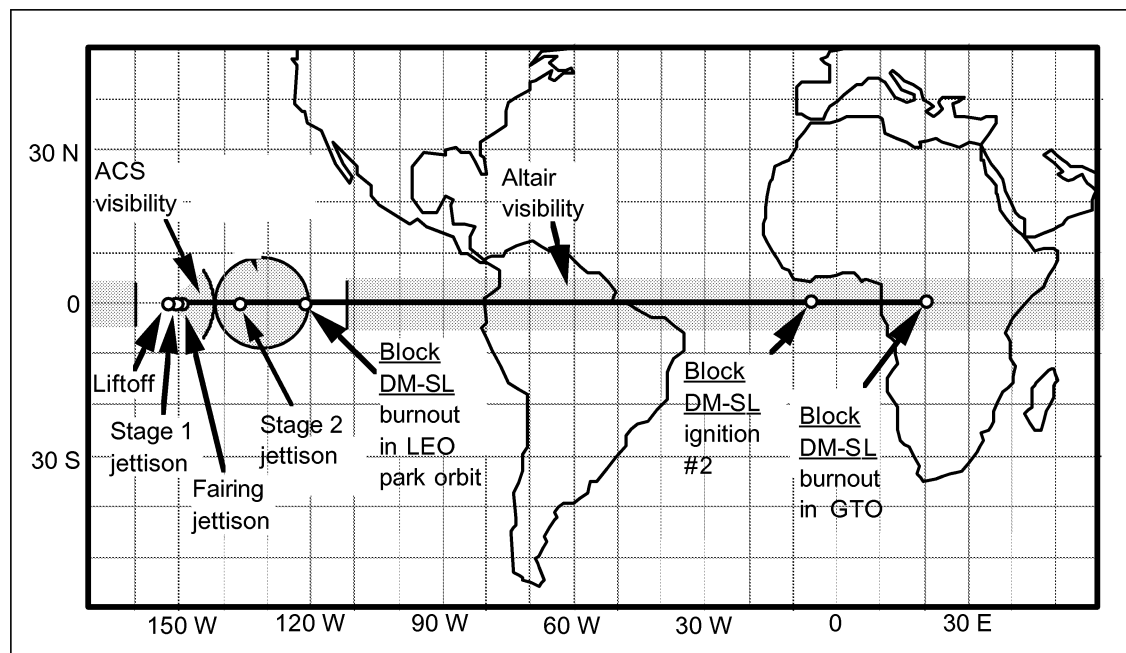 30 N
ACS
visibility
Altair
visibility
0
Liftoff
Stage 1
jettison
Fairing
jettison
Stage 2
jettison
Block
DM-SL
burnout
in LEO
park orbit
Block
DM-SL
ignition
#2
Block
DM-SL
burnout
in GTO
30 S
150 W
120 W
90 W
60 W
30 W
0
30 E